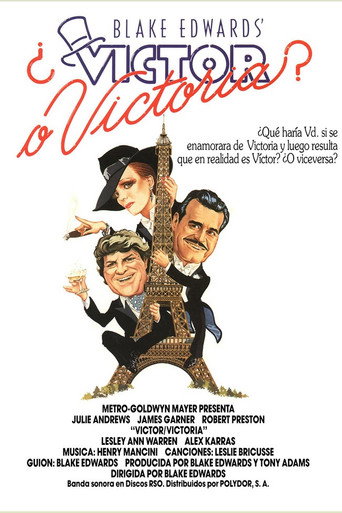 BLAKE EDWARDS'
¿VICTOR
o Victoria?
¿Qué haría Vd. si se
enamorara de Victoria y luego resulta
que en realidad es Víctor? ¿O viceversa?
METRO-GOLDWYN MAYER PRESENTA
JULIE ANDREWS JAMES GARNER ROBERT PRESTON
"VICTOR/VICTORIA"
LESLEY ANN WARREN ALEX KARRAS
MUSICA: HENRY MANCINI CANCIONES: LESLIE BRICUSSE
GUION: BLAKE EDWARDS PRODUCIDA POR BLAKE EDWARDS Y TONY ADAMS
DIRIGIDA POR BLAKE EDWARDS
Banda sonora en Discos RSO. Distribuidos por POLYDOR, S. A.